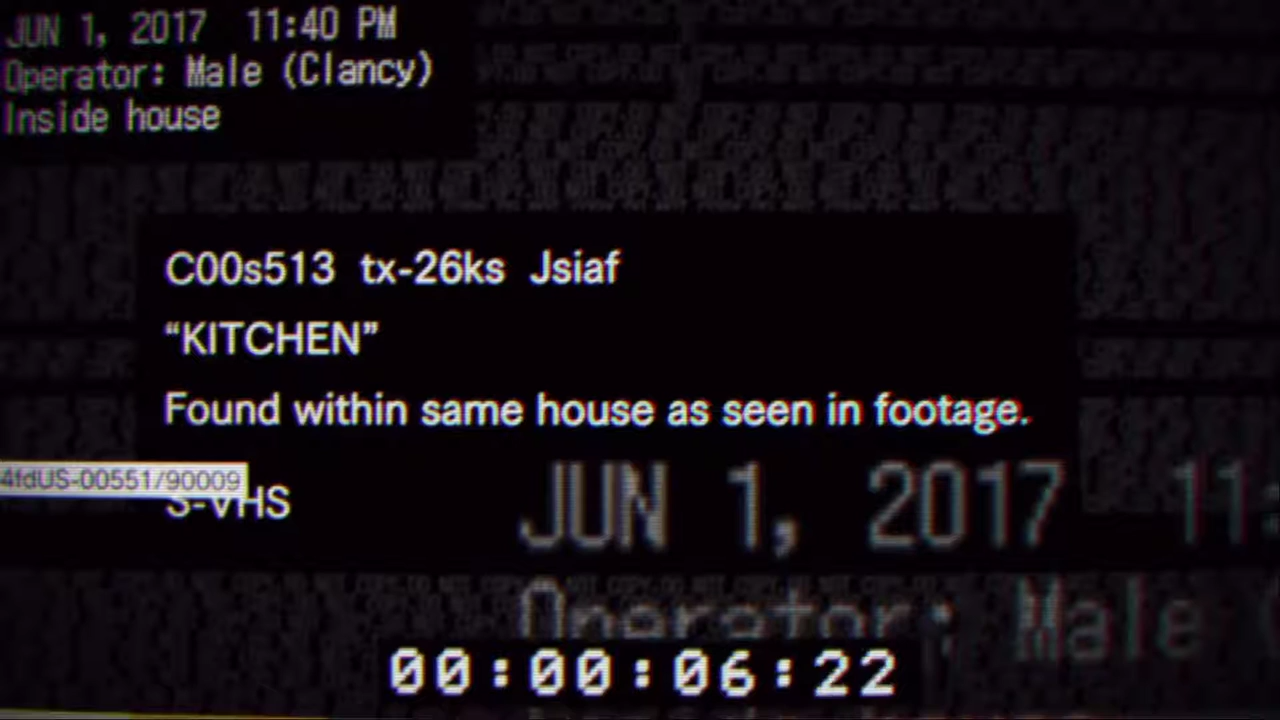 JUN 1, 2017 11:40 PM
Operator: Male (Clancy)
Inside house
C00s513 tx-26ks Jsiaf
“KITCHEN”
Found within same house as seen in footage.
4fdUS-00551/90009
S-VHS
JUN 1, 2017 11:
Operator: Male
00:00:06:22